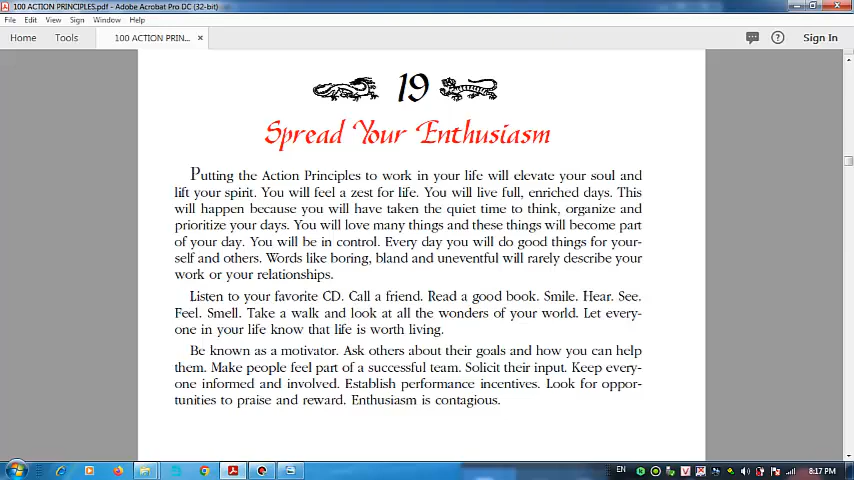 100 ACTION PRINCIPLES.pdf - Adobe Acrobat Pro DC (32-bit)
File Edit View Sign Window Help
Home Tools 100 ACTION PRIN... × Sign In
19
Spread Your Enthusiasm
Putting the Action Principles to work in your life will elevate your soul and
lift your spirit. You will feel a zest for life. You will live full, enriched days. This
will happen because you will have taken the quiet time to think, organize and
prioritize your days. You will love many things and these things will become part
of your day. You will be in control. Every day you will do good things for your-
self and others. Words like boring, bland and uneventful will rarely describe your
work or your relationships.
Listen to your favorite CD. Call a friend. Read a good book. Smile. Hear. See.
Feel. Smell. Take a walk and look at all the wonders of your world. Let every-
one in your life know that life is worth living.
Be known as a motivator. Ask others about their goals and how you can help
them. Make people feel part of a successful team. Solicit their input. Keep every-
one informed and involved. Establish performance incentives. Look for oppor-
tunities to praise and reward. Enthusiasm is contagious.
EN 8:17 PM